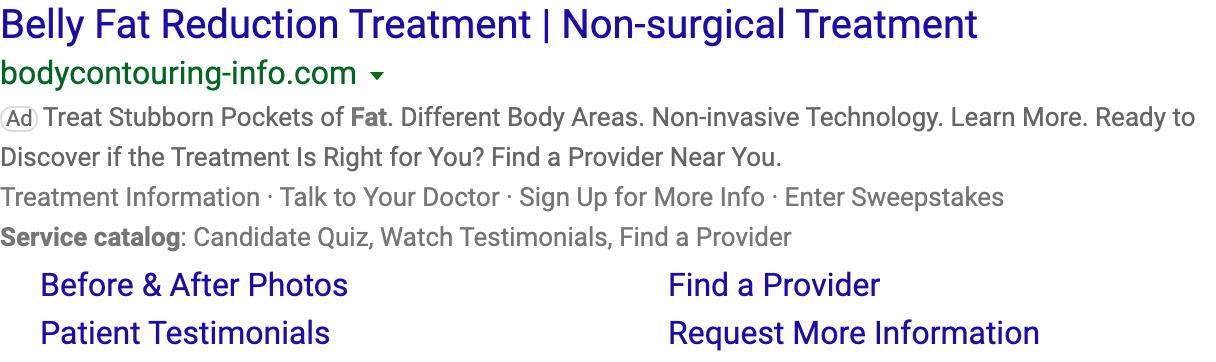 Belly Fat Reduction Treatment | Non-surgical Treatment
bodycontouring-info.com
Ad Treat Stubborn Pockets of Fat. Different Body Areas. Non-invasive Technology. Learn More. Ready to
Discover if the Treatment Is Right for You? Find a Provider Near You.
Treatment Information · Talk to Your Doctor · Sign Up for More Info · Enter Sweepstakes
Service catalog: Candidate Quiz, Watch Testimonials, Find a Provider
Before & After Photos
Find a Provider
Patient Testimonials
Request More Information